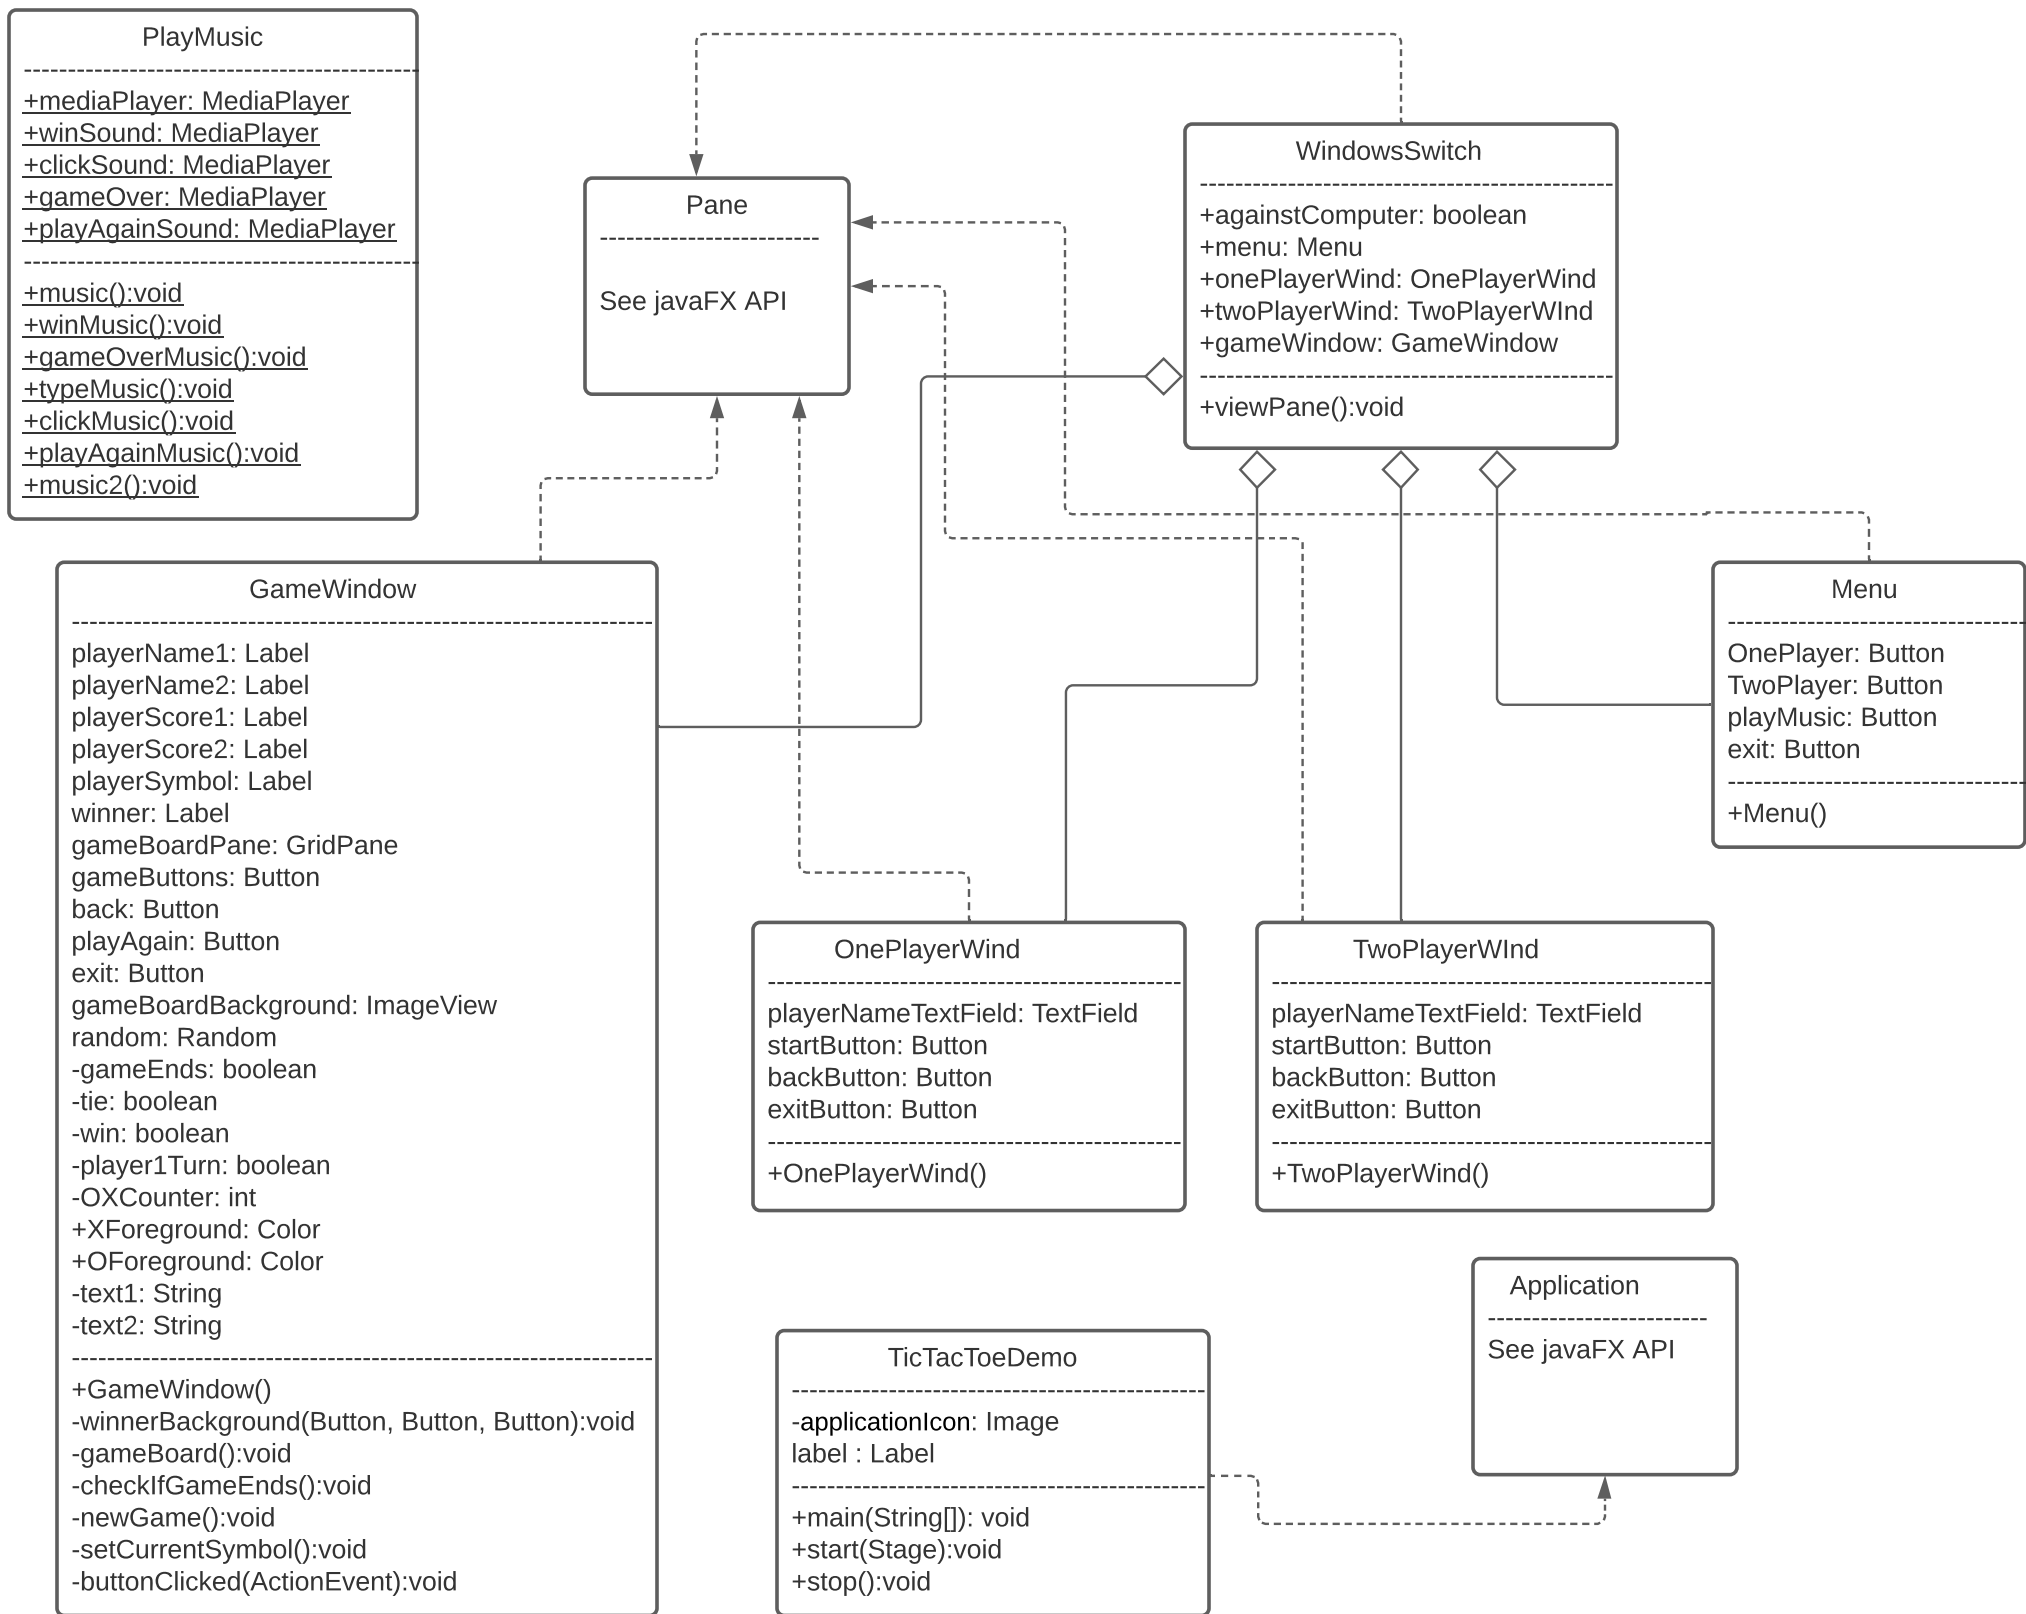 PlayMusic
+mediaPlayer: MediaPlayer
+winSound: MediaPlayer
+clickSound: MediaPlayer
+gameOver: MediaPlayer
+playAgainSound: MediaPlayer
+music():void
+winMusic():void
+gameOverMusic():void
+typeMusic():void
+clickMusic():void
+playAgainMusic():void
+music2():void
Pane
See javaFX API
WindowsSwitch
+againstComputer: boolean
+menu: Menu
+onePlayerWind: OnePlayerWind
+twoPlayerWind: TwoPlayerWInd
+gameWindow: GameWindow
+viewPane():void
GameWindow
playerName1: Label
playerName2: Label
playerScore1: Label
playerScore2: Label
playerSymbol: Label
winner: Label
gameBoardPane: GridPane
gameButtons: Button
back: Button
playAgain: Button
exit: Button
gameBoardBackground: ImageView
random: Random
-gameEnds: boolean
-tie: boolean
-win: boolean
-player1Turn: boolean
-OXCounter: int
+XForeground: Color
+OForeground: Color
-text1: String
-text2: String
+GameWindow()
-winnerBackground(Button, Button, Button):void
-gameBoard():void
-checkIfGameEnds():void
-newGame():void
-setCurrentSymbol():void
-buttonClicked(ActionEvent):void
Menu
OnePlayer: Button
TwoPlayer: Button
playMusic: Button
exit: Button
+Menu()
OnePlayerWind
playerNameTextField: TextField
startButton: Button
backButton: Button
exitButton: Button
+OnePlayerWind()
TwoPlayerWInd
playerNameTextField: TextField
startButton: Button
backButton: Button
exitButton: Button
+TwoPlayerWind()
TicTacToeDemo
-applicationIcon: Image
label : Label
+main(String[]): void
+start(Stage):void
+stop():void
Application
See javaFX API